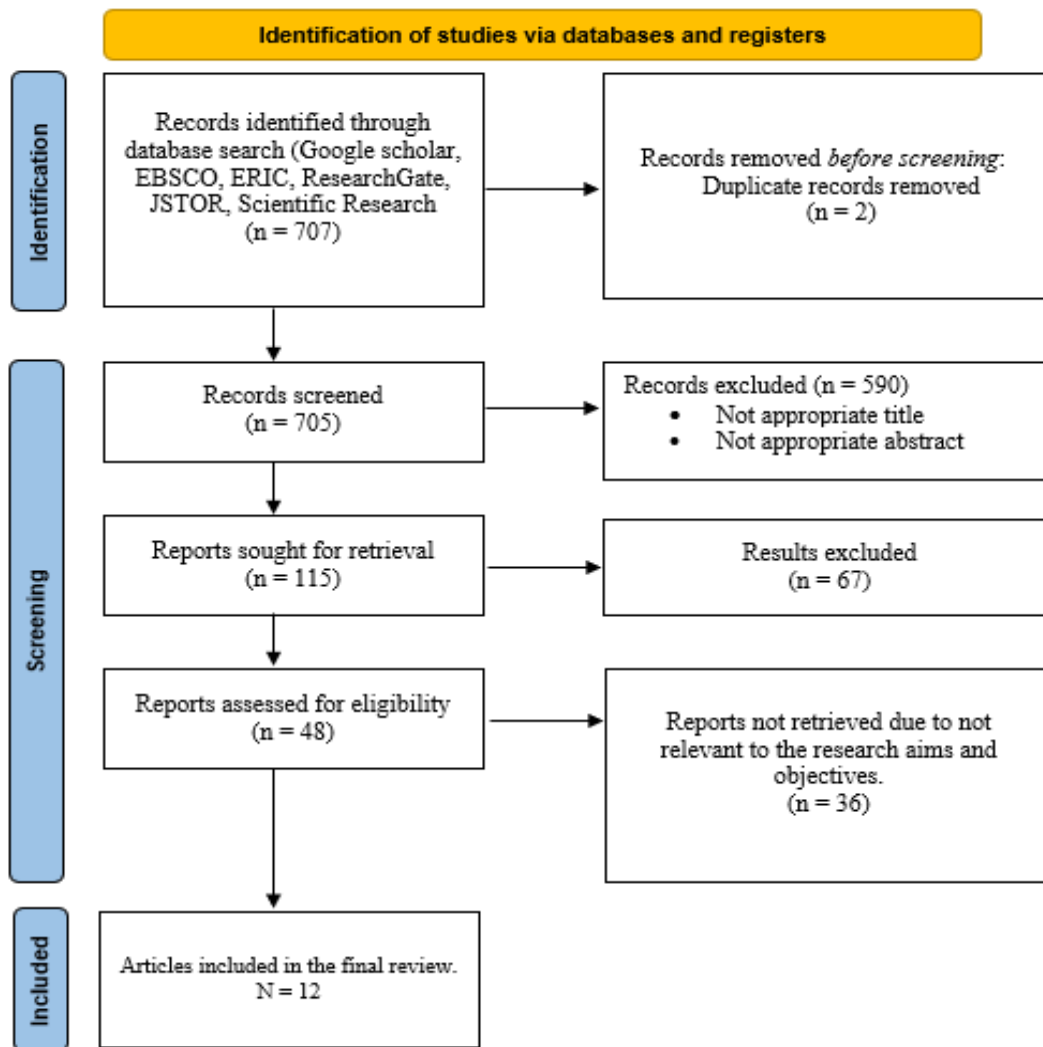 Identification of studies via databases and registers
Identification
Records identified through
database search (Google scholar,
EBSCO, ERIC, ResearchGate,
JSTOR, Scientific Research
(n = 707)
Records removed before screening:
Duplicate records removed
(n = 2)
Screening
Records screened
(n = 705)
Records excluded (n = 590)
• Not appropriate title
• Not appropriate abstract
Reports sought for retrieval
(n = 115)
Results excluded
(n = 67)
Reports assessed for eligibility
(n = 48)
Reports not retrieved due to not
relevant to the research aims and
objectives.
(n = 36)
Included
Articles included in the final review.
N = 12